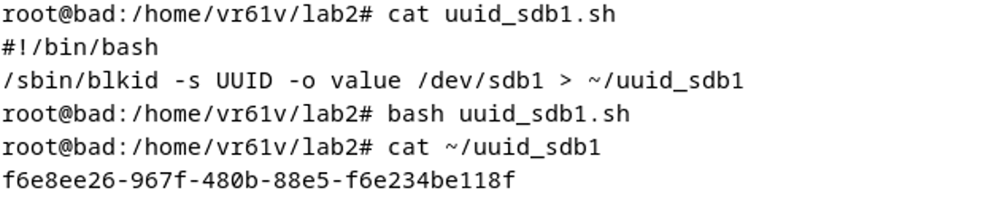 root@bad:/home/vr61v/lab2# cat uuid_sdb1.sh
#!/bin/bash
/sbin/blkid -s UUID -o value /dev/sdb1 > ~/uuid_sdb1
root@bad:/home/vr61v/lab2# bash uuid_sdb1.sh
root@bad:/home/vr61v/lab2# cat ~/uuid_sdb1
f6e8ee26-967f-480b-88e5-f6e234be118f